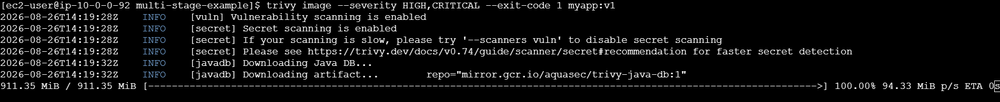 [ec2-user@ip-10-0-0-92 multi-stage-example]$ trivy image --severity HIGH,CRITICAL --exit-code 1 myapp:v1
2026-08-26T14:19:28Z    INFO    [vuln] Vulnerability scanning is enabled
2026-08-26T14:19:28Z    INFO    [secret] Secret scanning is enabled
2026-08-26T14:19:28Z    INFO    [secret] If your scanning is slow, please try '--scanners vuln' to disable secret scanning
2026-08-26T14:19:28Z    INFO    [secret] Please see https://trivy.dev/docs/v0.74/guide/scanner/secret#recommendation for faster secret detection
2026-08-26T14:19:32Z    INFO    [javadb] Downloading Java DB...
2026-08-26T14:19:32Z    INFO    [javadb] Downloading artifact...        repo="mirror.gcr.io/aquasec/trivy-java-db:1"
911.35 MiB / 911.35 MiB [------------------------------------------------------------------------------------------------------------------>] 100.00% 94.33 MiB p/s ETA 0s